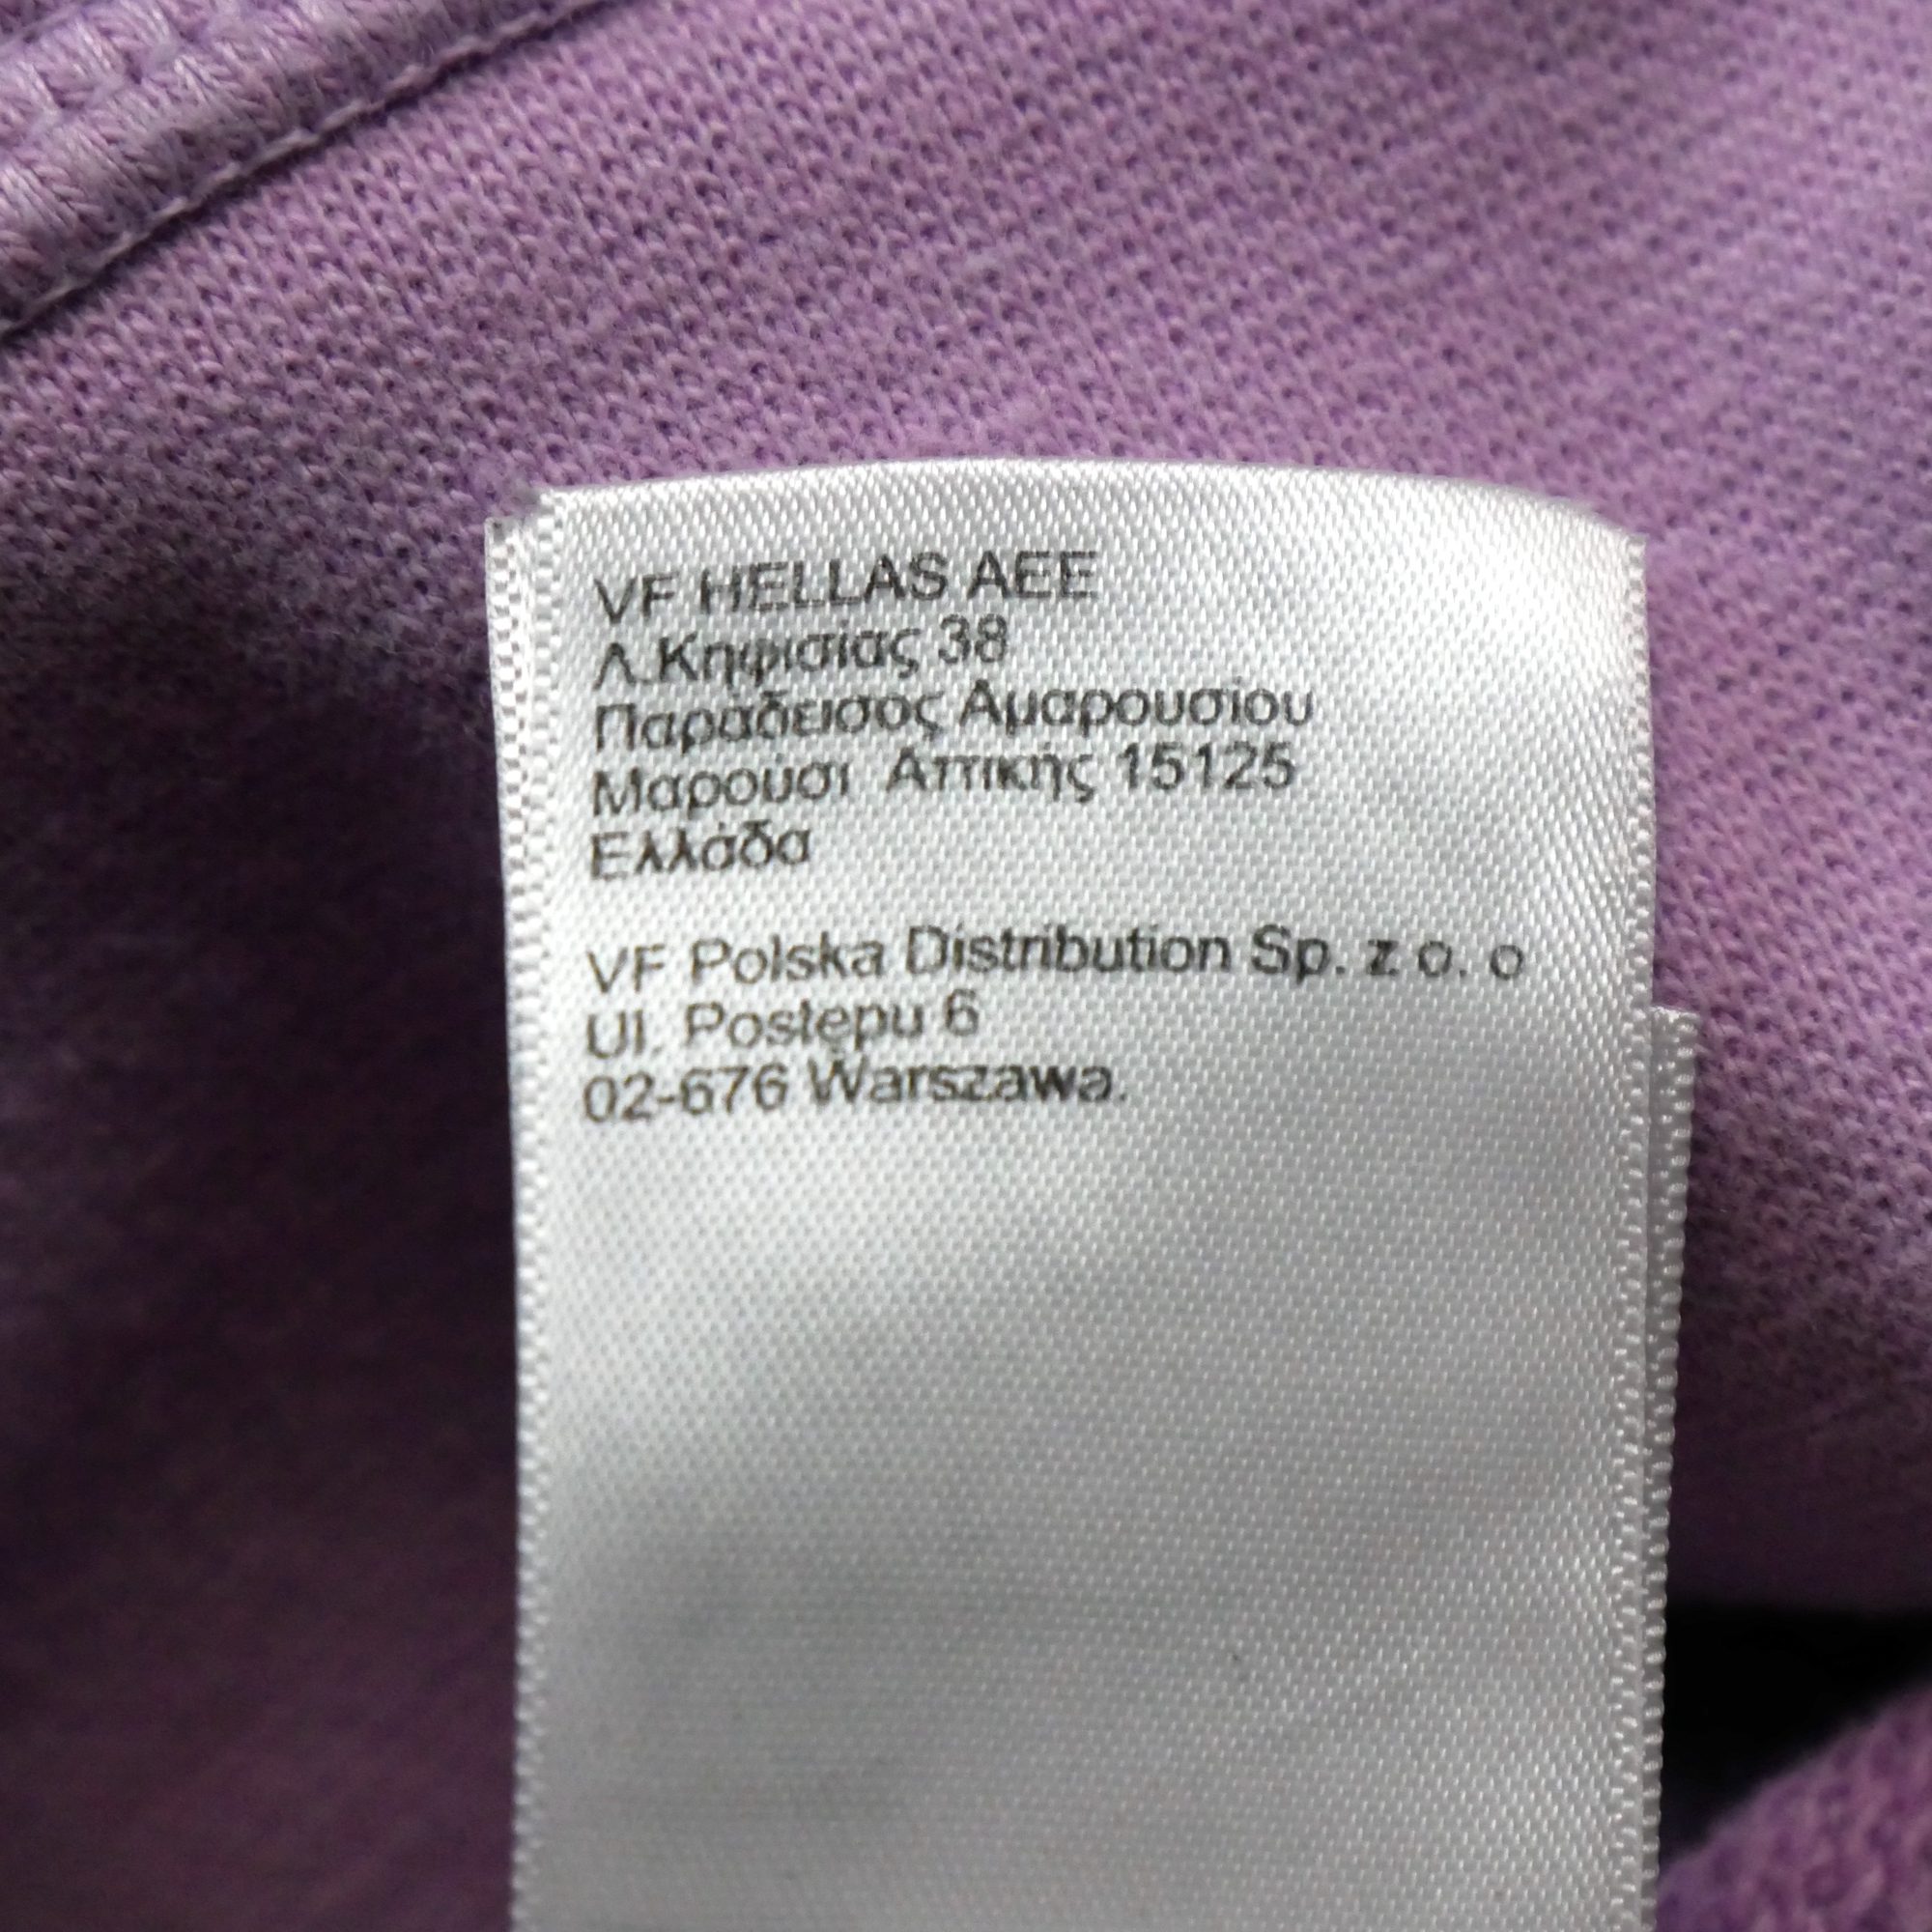 VF HELLAS AEE
Λ.Κηφισίας 38
Παράδεισος Αμαρουσίου
Μαρούσι Αττικής 15125
Ελλάδα
VF Polska Distribution Sp. z o. o
Ul. Postępu 6
02-676 Warszawa.